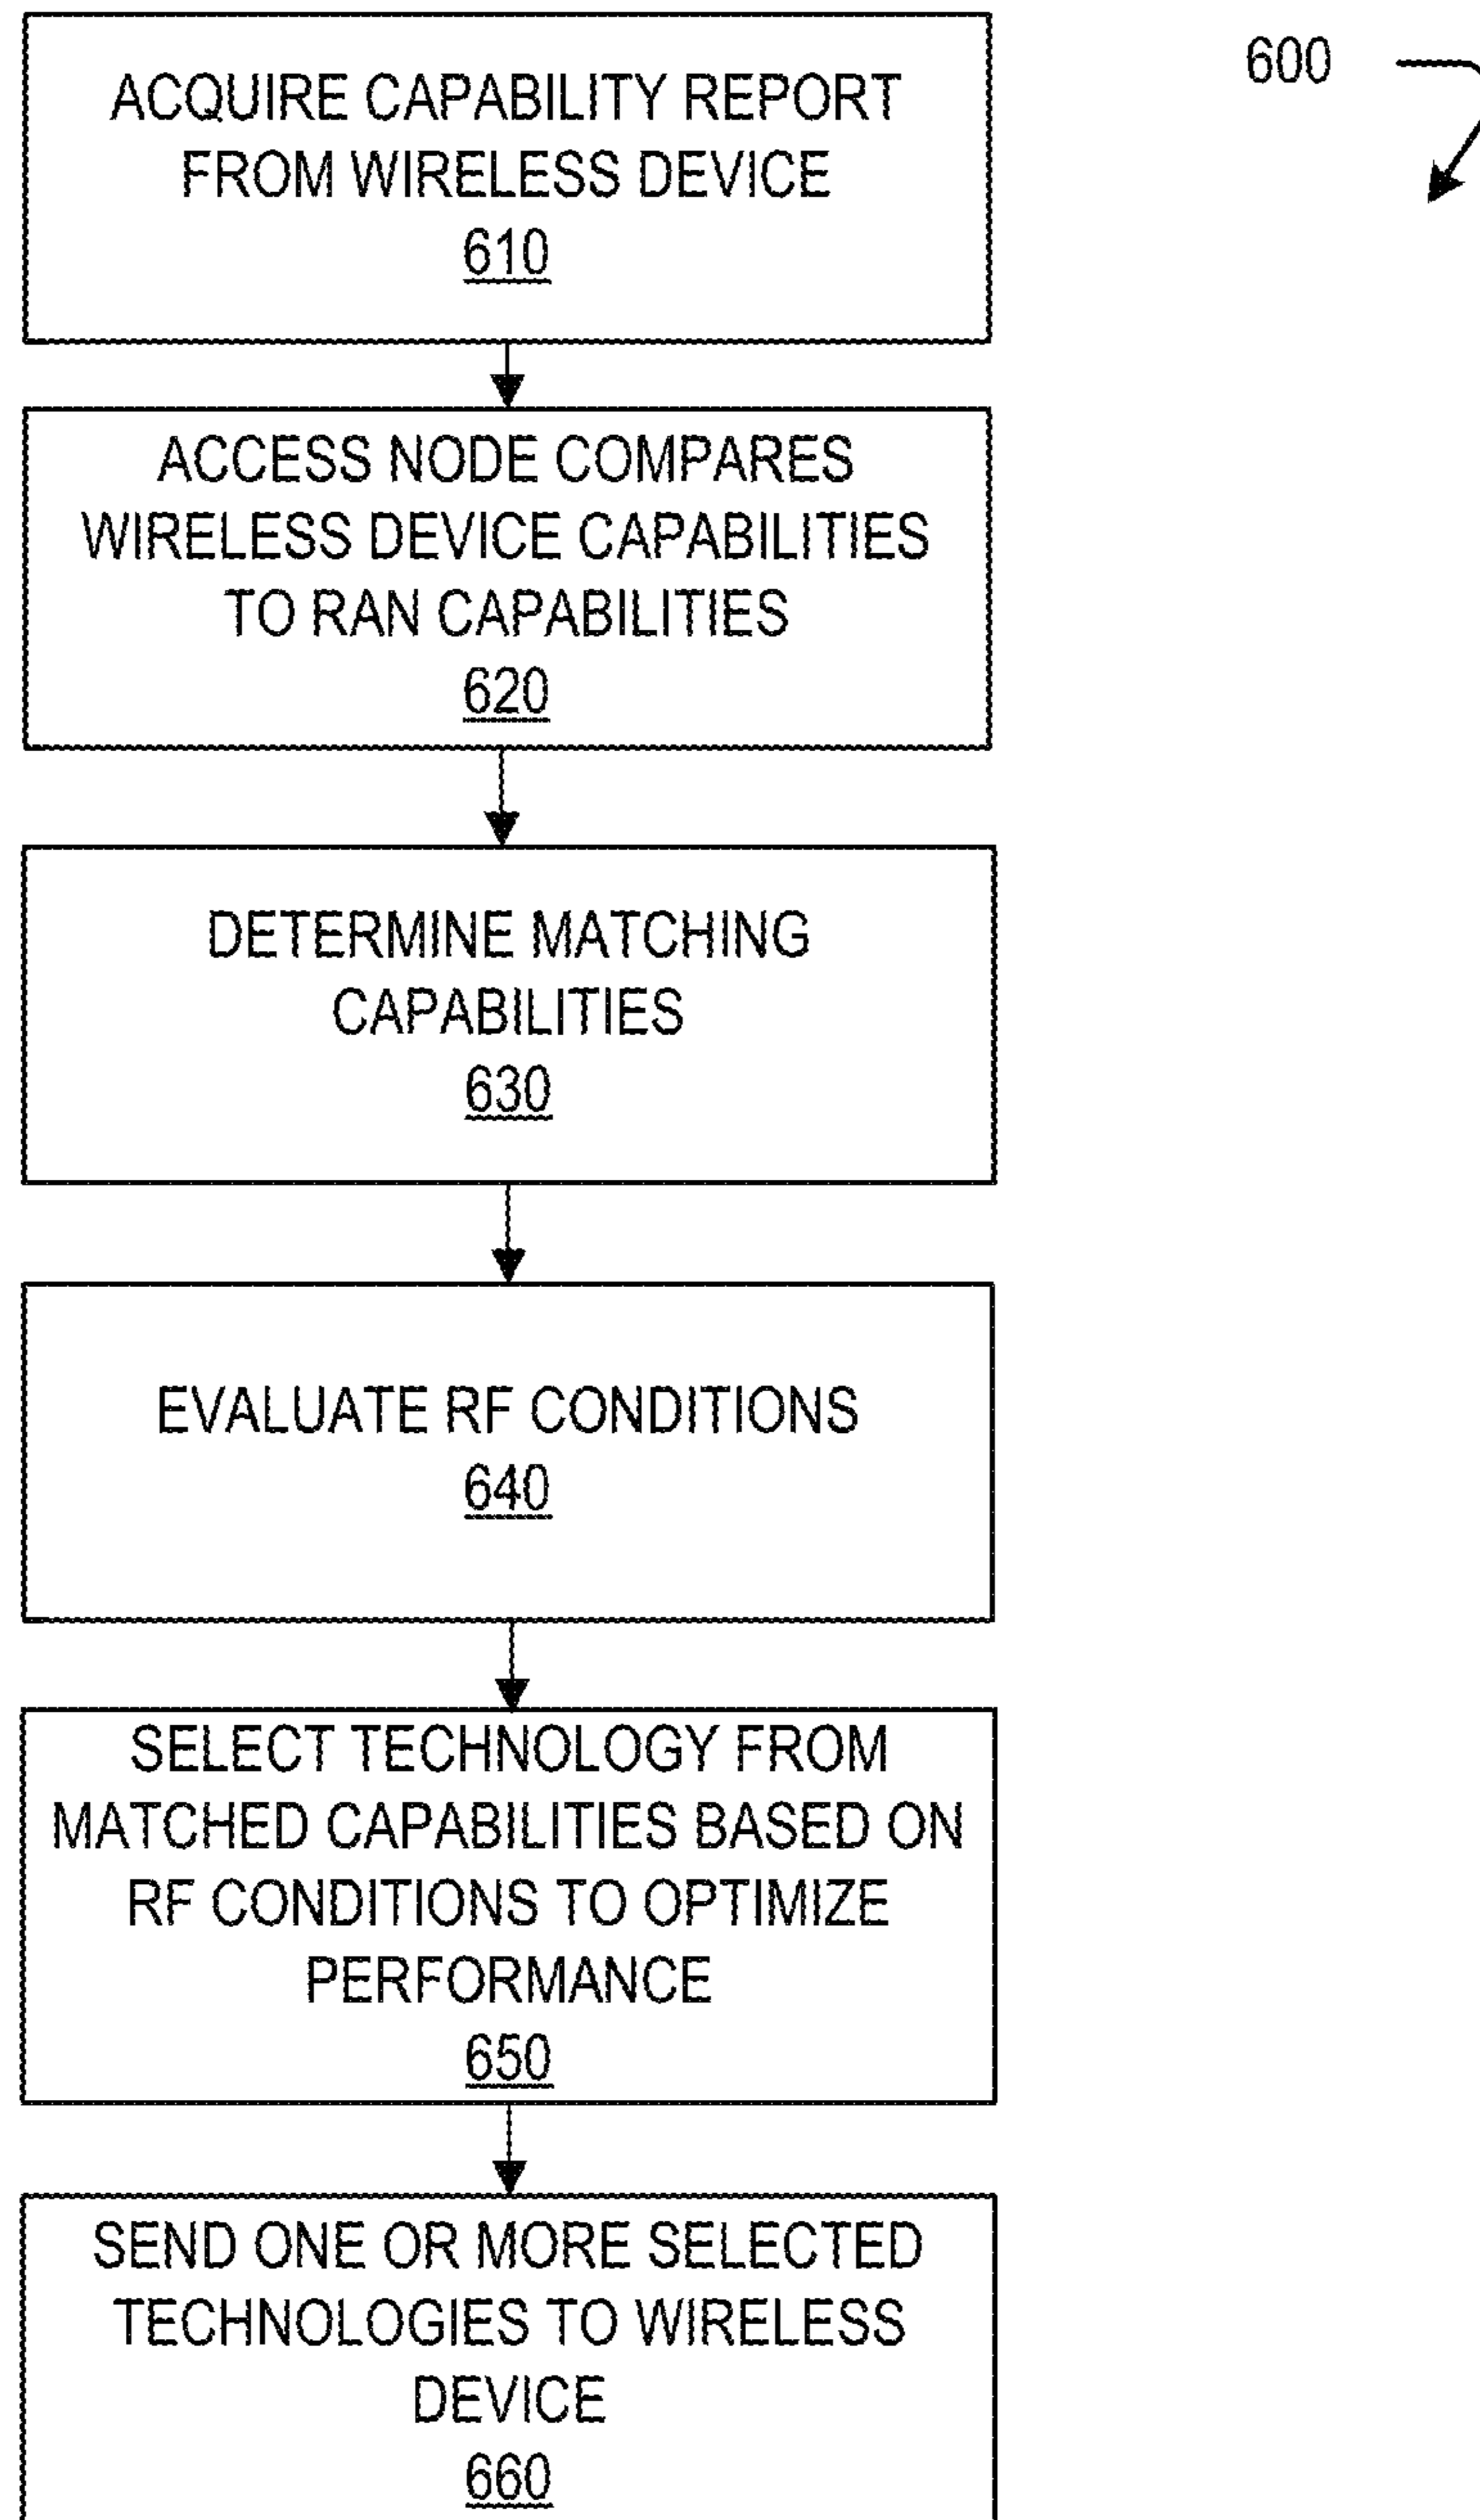 600
ACQUIRE CAPABILITY REPORT
FROM WIRELESS DEVICE
610
ACCESS NODE COMPARES
WIRELESS DEVICE CAPABILITIES
TO RAN CAPABILITIES
620
DETERMINE MATCHING
CAPABILITIES
630
EVALUATE RF CONDITIONS
640
SELECT TECHNOLOGY FROM
MATCHED CAPABILITIES BASED ON
RF CONDITIONS TO OPTIMIZE
PERFORMANCE
650
SEND ONE OR MORE SELECTED
TECHNOLOGIES TO WIRELESS
DEVICE
660